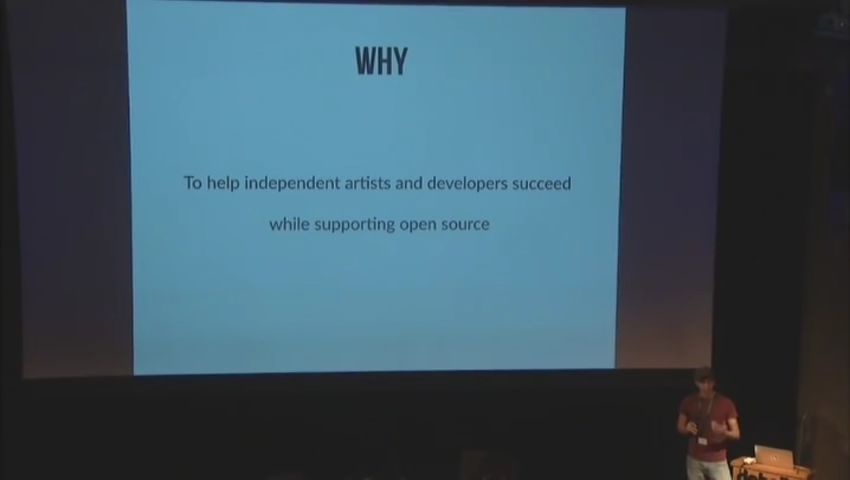 WHY
To help independent artists and developers succeed
while supporting open source